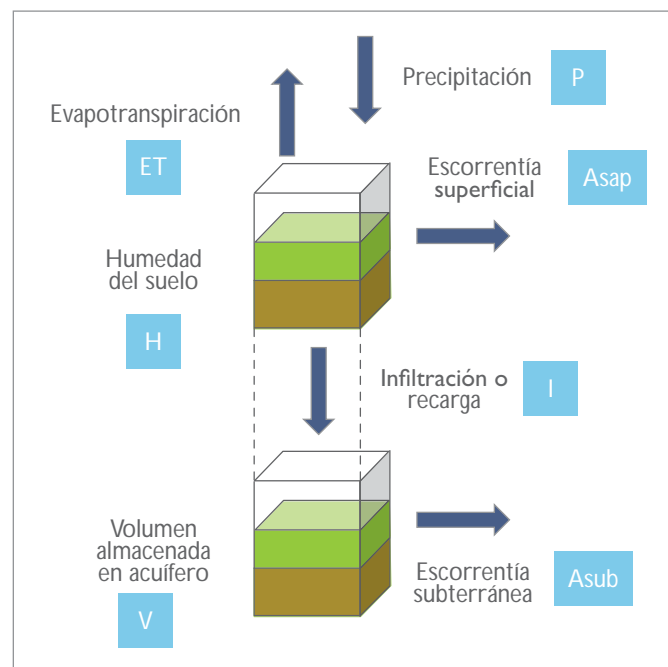 Precipitación
P
Evapotranspiración
ET
Escorrentía
superficial
Asap
Humedad
del suelo
H
Infiltración o
recarga
I
Volumen
almacenada
en acuífero
V
Escorrentía
subterránea
Asub